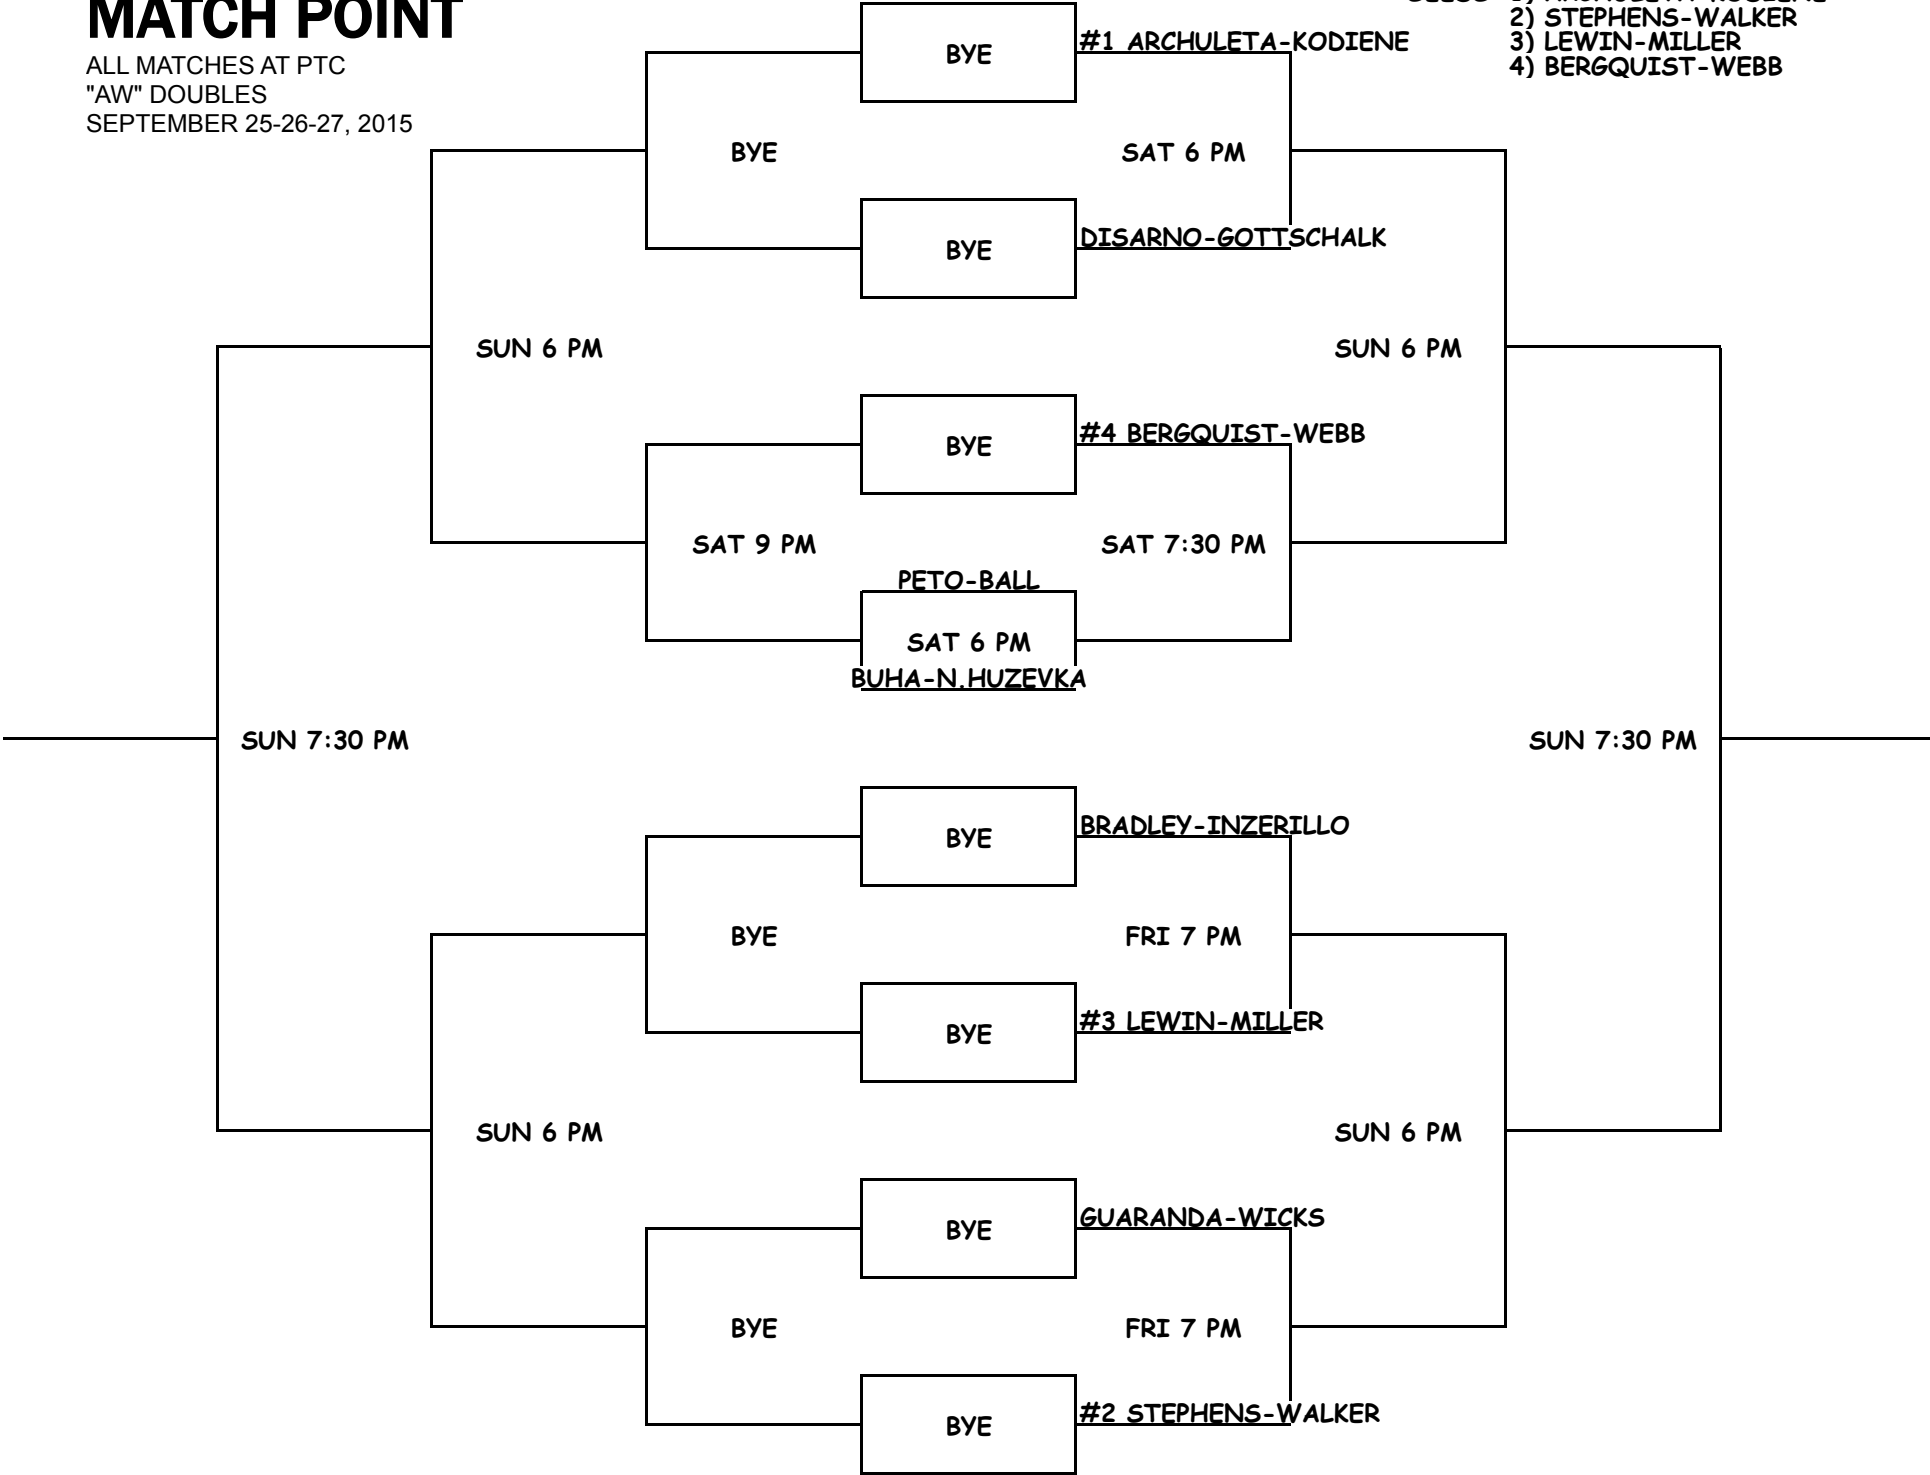 MATCH POINT
ALL MATCHES AT PTC
"AW" DOUBLES
SEPTEMBER 25-26-27, 2015
2) STEPHENS-WALKER
3) LEWIN-MILLER
4) BERGQUIST-WEBB
BYE
#1 ARCHULETA-KODIENE
BYE
SAT 6 PM
BYE
DISARNO-GOTTSCHALK
SUN 6 PM
SUN 6 PM
BYE
#4 BERGQUIST-WEBB
SAT 9 PM
SAT 7:30 PM
PETO-BALL
SAT 6 PM
BUHA-N.HUZEVKA
SUN 7:30 PM
SUN 7:30 PM
BYE
BRADLEY-INZERILLO
BYE
FRI 7 PM
BYE
#3 LEWIN-MILLER
SUN 6 PM
SUN 6 PM
BYE
GUARANDA-WICKS
BYE
FRI 7 PM
BYE
#2 STEPHENS-WALKER